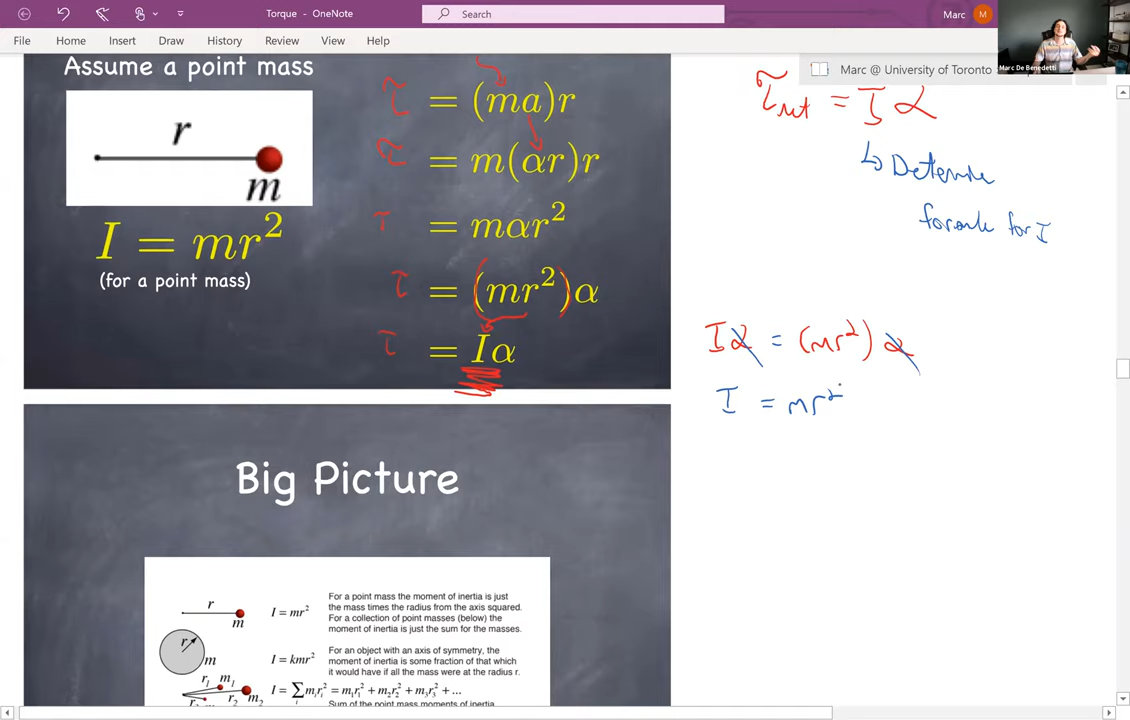 Torque - OneNote
Search
Marc
M
File Home Insert Draw History Review View Help
Marc De Benedetti
Marc @ University of Toronto
Assume a point mass
r
m
I = mr²
(for a point mass)
τ = (ma)r
τ = m(αr)r
τ = mαr²
τ = (mr²)α
τ = Iα
τnet = I α
↳ Determine
formula for I
Iα = (mr²) α
I = mr²
Big Picture
r
m
I = mr²
For a point mass the moment of inertia is just
the mass times the radius from the axis squared.
For a collection of point masses (below) the
moment of inertia is just the sum for the masses.
r
m
I = kmr²
For an object with an axis of symmetry, the
moment of inertia is some fraction of that which
it would have if all the mass were at the radius r.
r₁ m₁
r₂ m₂
I = ∑ mᵢrᵢ² = m₁r₁² + m₂r₂² + m₃r₃² + ...
i
Sum of the point mass moments of inertia